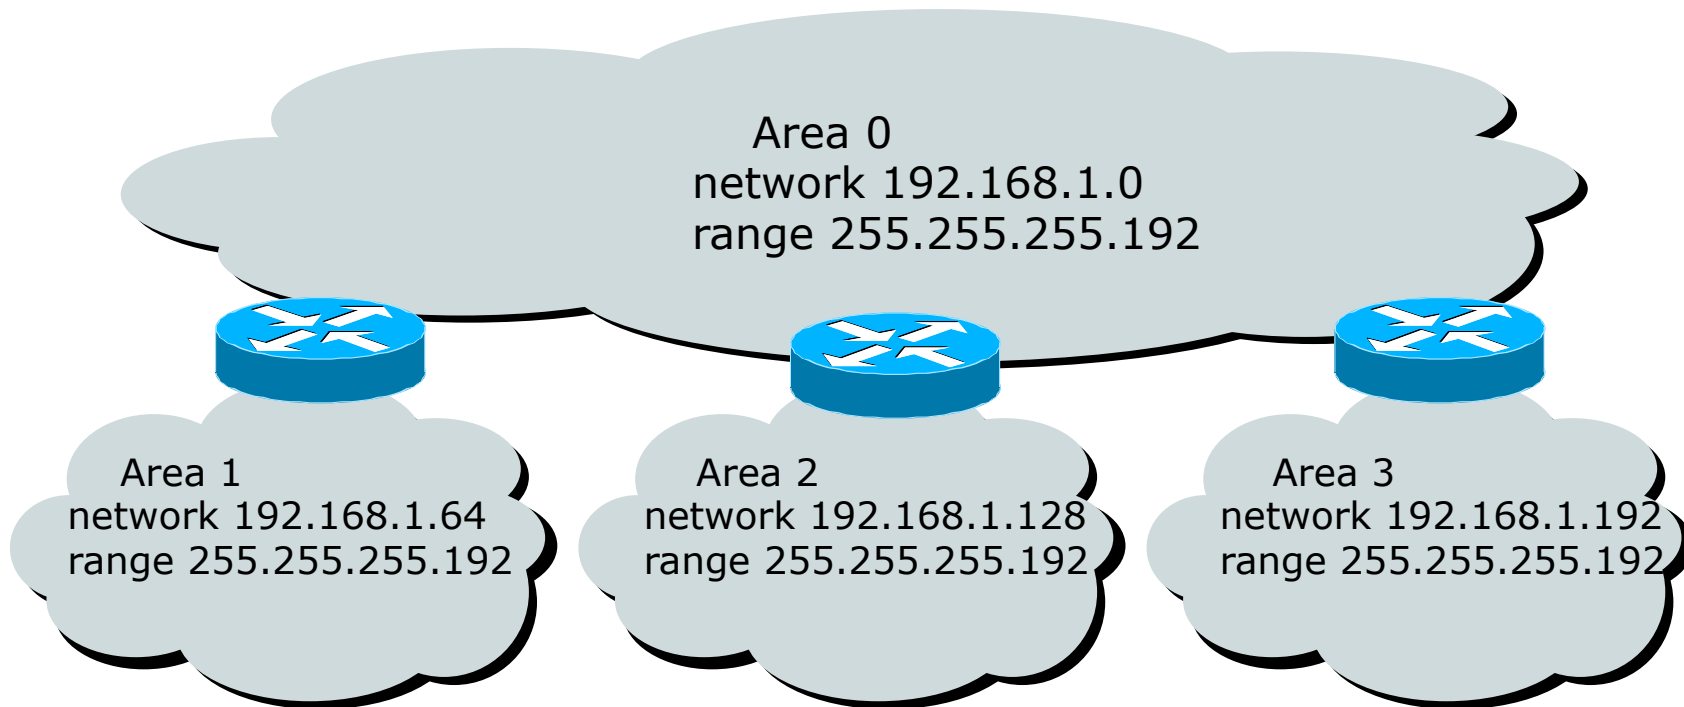 Area 0
network 192.168.1.0
range 255.255.255.192
Area 1
network 192.168.1.64
range 255.255.255.192
Area 2
network 192.168.1.128
range 255.255.255.192
Area 3
network 192.168.1.192
range 255.255.255.192